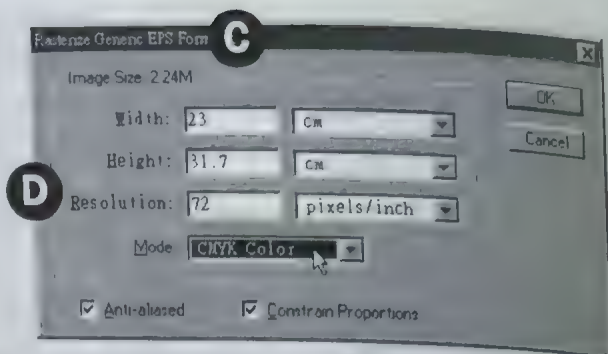 Rasterize Generic EPS Form
C
Image Size: 2.24M
OK
Width: 23 Cm
Cancel
Height: 31.7 Cm
D
Resolution: 72 pixels/inch
Mode CMYK Color
Anti-aliased Constrain Proportions